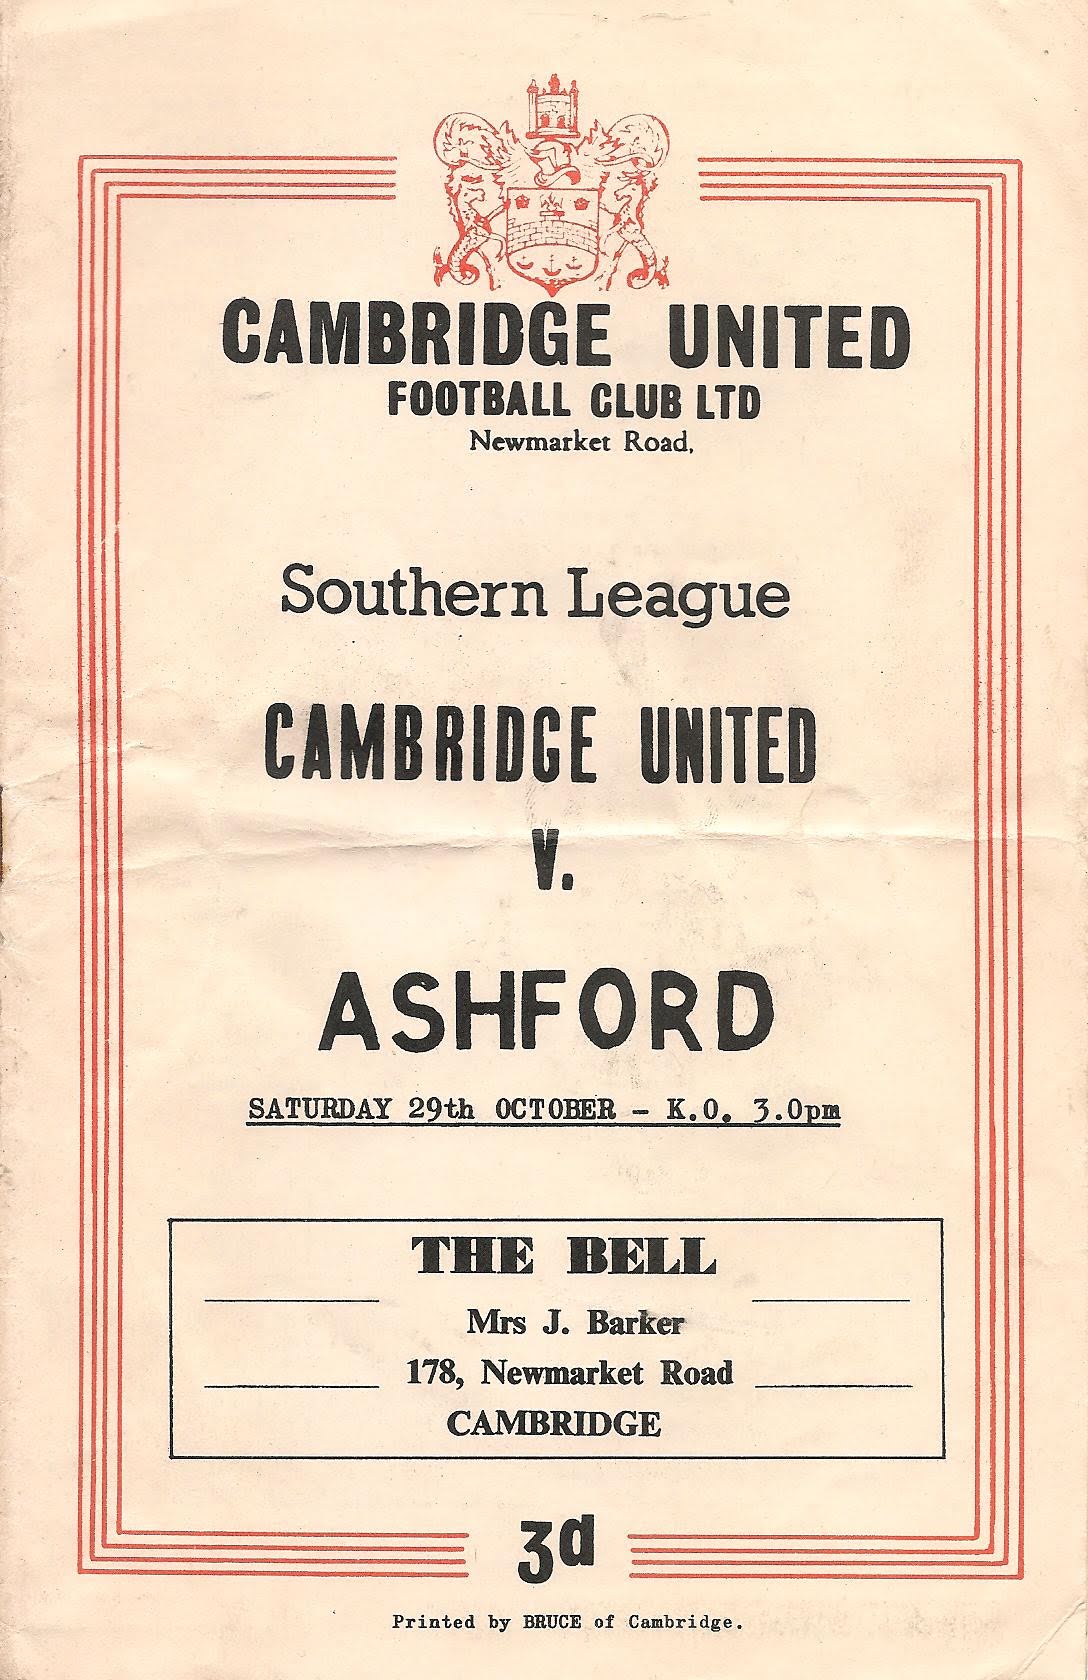 CAMBRIDGE UNITED
FOOTBALL CLUB LTD
Newmarket Road,
Southern League
CAMBRIDGE UNITED
V.
ASHFORD
SATURDAY 29th OCTOBER - K.O. 3.0pm
THE BELL
Mrs J. Barker
178, Newmarket Road
CAMBRIDGE
3d
Printed by BRUCE of Cambridge.